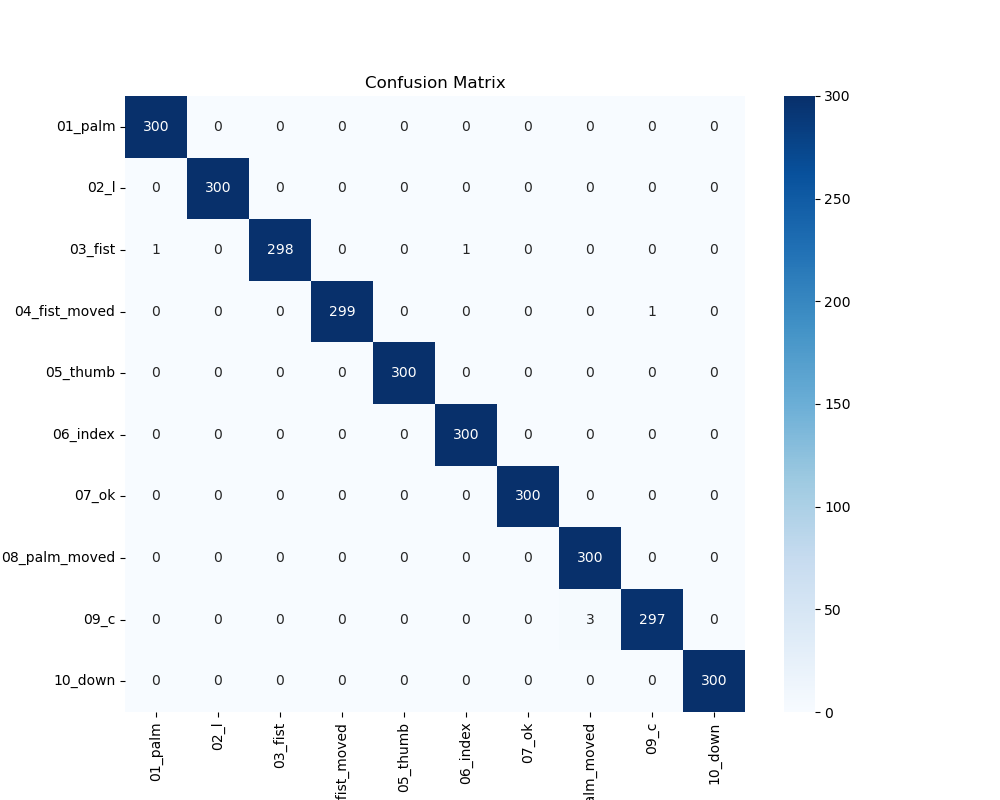 Confusion Matrix
01_palm 300 0 0 0 0 0 0 0 0 0
02_l 0 300 0 0 0 0 0 0 0 0
03_fist 1 0 298 0 0 1 0 0 0 0
04_fist_moved 0 0 0 299 0 0 0 0 1 0
05_thumb 0 0 0 0 300 0 0 0 0 0
06_index 0 0 0 0 0 300 0 0 0 0
07_ok 0 0 0 0 0 0 300 0 0 0
08_palm_moved 0 0 0 0 0 0 0 300 0 0
09_c 0 0 0 0 0 0 0 3 297 0
10_down 0 0 0 0 0 0 0 0 0 300
01_palm
02_l
03_fist
fist_moved
05_thumb
06_index
07_ok
alm_moved
09_c
10_down
300
250
200
150
100
50
0